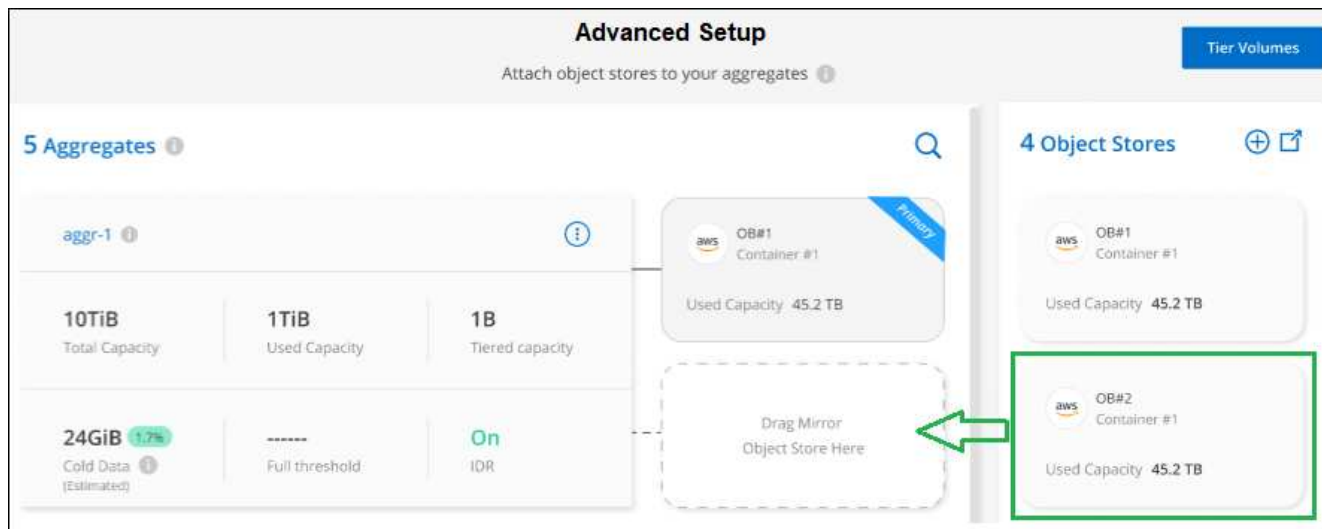 Advanced Setup
Attach object stores to your aggregates
Tier Volumes
5 Aggregates
4 Object Stores
aggr-1
10TiB
Total Capacity
1TiB
Used Capacity
1B
Tiered capacity
24GiB 1.7%
Cold Data
(Estimated)
------
Full threshold
On
IDR
Primary
aws
OB#1
Container #1
Used Capacity 45.2 TB
Drag Mirror
Object Store Here
aws
OB#1
Container #1
Used Capacity 45.2 TB
aws
OB#2
Container #1
Used Capacity 45.2 TB